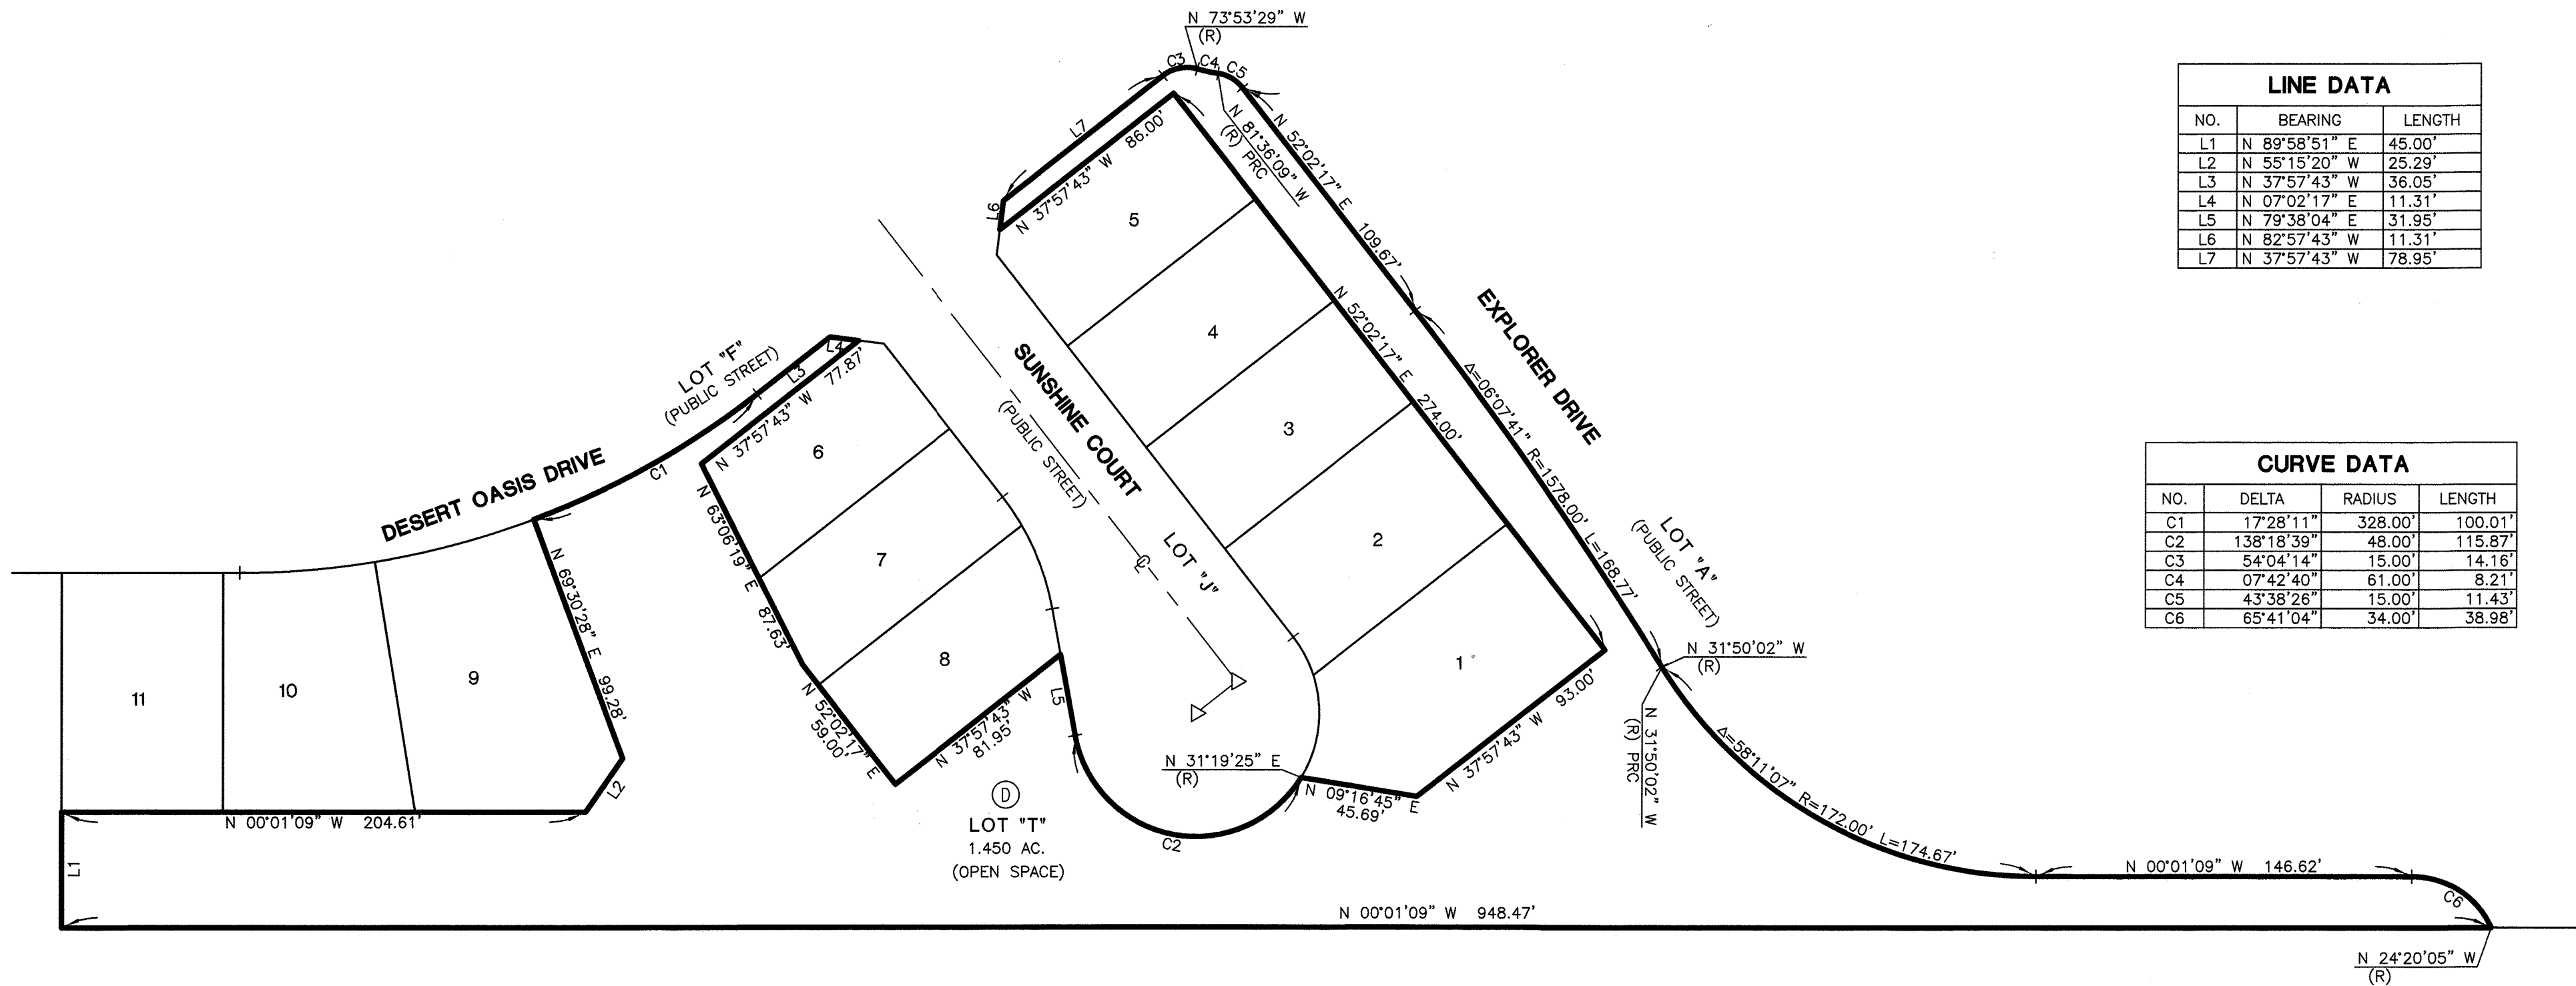 N 73°53'29" W
(R)
C3
C4
C5
L7
N 37°57'43" W 86.00'
L6
N 81°36'09" W
(R) PRC
N 52°02'17" E 109.67'
5
4
3
2
1
N 52°02'17" E 274.00'
EXPLORER DRIVE
Δ=06°07'41" R=1578.00' L=168.77'
LOT "A"
(PUBLIC STREET)
N 31°50'02" W
(R)
N 31°50'02" W
(R) PRC
Δ=58°11'07" R=172.00' L=174.67'
N 00°01'09" W 146.62'
C6
N 24°20'05" W
(R)
N 00°01'09" W 948.47'
SUNSHINE COURT
(PUBLIC STREET)
LOT "J"
℄
LOT "F"
(PUBLIC STREET)
DESERT OASIS DRIVE
L4
L3
C1
N 37°57'43" W 77.87'
6
7
8
N 63°06'19" E 87.63'
N 52°02'17" E
59.00'
N 37°57'43" W
81.95'
L5
C2
N 31°19'25" E
(R)
N 09°16'45" E
45.69'
N 37°57'43" W 93.00'
D
LOT "T"
1.450 AC.
(OPEN SPACE)
N 69°30'28" E 99.28'
11
10
9
L2
N 00°01'09" W 204.61'
L1
LINE DATA
NO. BEARING LENGTH
L1 N 89°58'51" E 45.00'
L2 N 55°15'20" W 25.29'
L3 N 37°57'43" W 36.05'
L4 N 07°02'17" E 11.31'
L5 N 79°38'04" E 31.95'
L6 N 82°57'43" W 11.31'
L7 N 37°57'43" W 78.95'
CURVE DATA
NO. DELTA RADIUS LENGTH
C1 17°28'11" 328.00' 100.01'
C2 138°18'39" 48.00' 115.87'
C3 54°04'14" 15.00' 14.16'
C4 07°42'40" 61.00' 8.21'
C5 43°38'26" 15.00' 11.43'
C6 65°41'04" 34.00' 38.98'